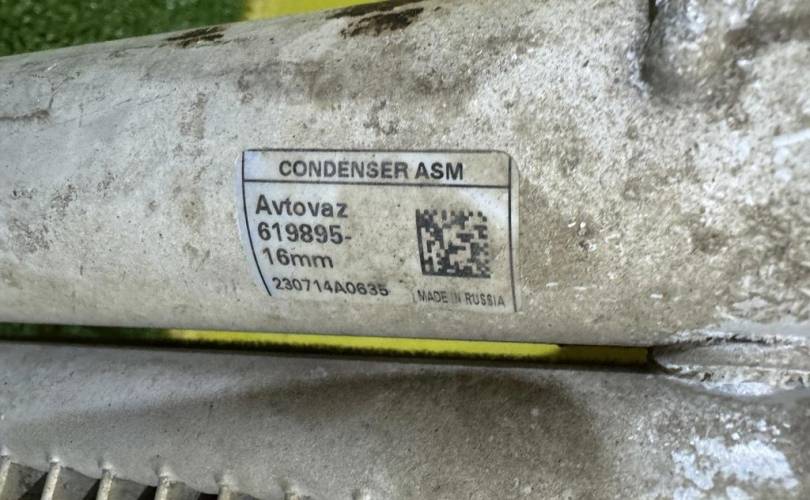 CONDENSER ASM
Avtovaz
619895-
16mm
230714A0635
MADE IN RUSSIA